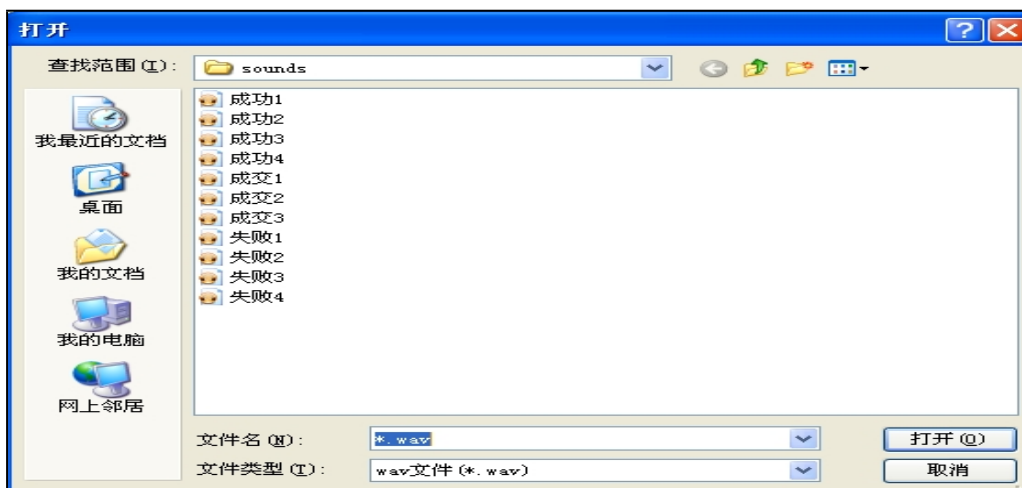 打开
查找范围(I):
sounds
我最近的文档
桌面
我的文档
我的电脑
网上邻居
成功1
成功2
成功3
成功4
成交1
成交2
成交3
失败1
失败2
失败3
失败4
文件名(N):
*.wav
打开(O)
文件类型(T):
wav文件(*.wav)
取消